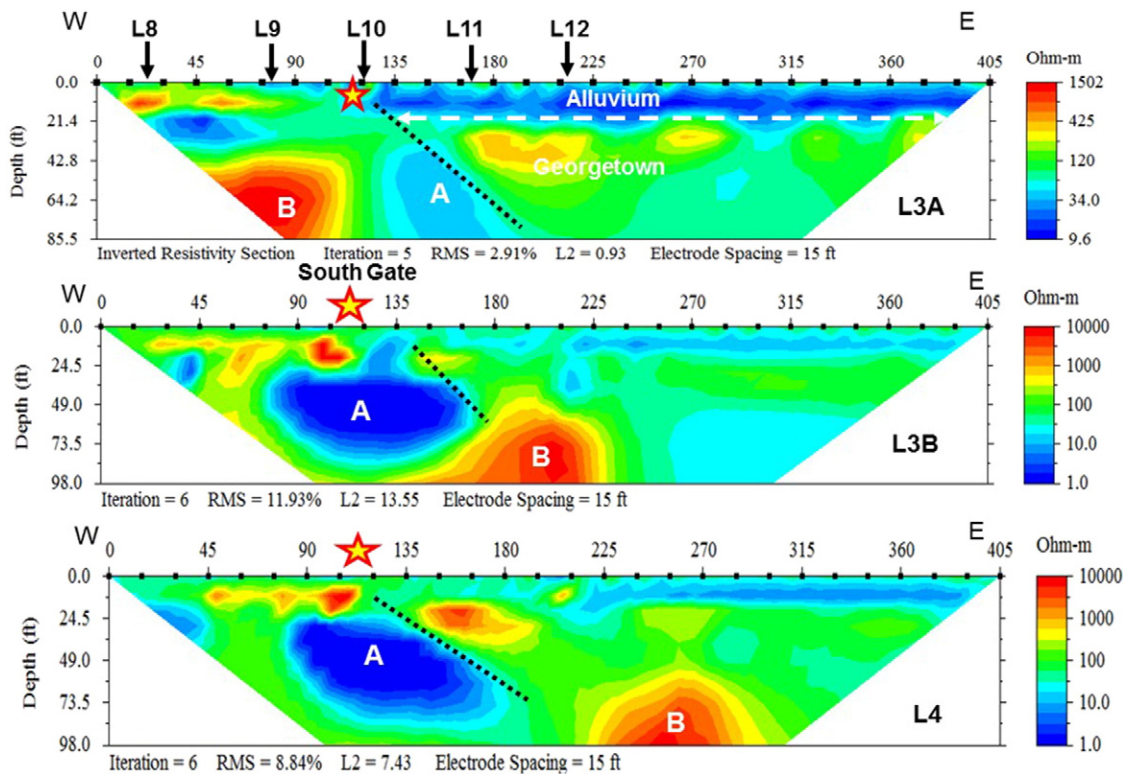 W E
L8 L9 L10 L11 L12
0 45 90 135 180 225 270 315 360 405
Ohm-m
0.0
21.4
42.8
64.2
85.5
Depth (ft)
Alluvium
Georgetown
B
A
L3A
1502
425
120
34.0
9.6
Inverted Resistivity Section Iteration = 5 RMS = 2.91% L2 = 0.93 Electrode Spacing = 15 ft
South Gate
W E
0 45 90 135 180 225 270 315 360 405
Ohm-m
0.0
24.5
49.0
73.5
98.0
Depth (ft)
A
B
L3B
10000
1000
100
10.0
1.0
Iteration = 6 RMS = 11.93% L2 = 13.55 Electrode Spacing = 15 ft
W E
0 45 90 135 225 270 315 360 405
180
Ohm-m
0.0
24.5
49.0
73.5
98.0
Depth (ft)
A
B
L4
10000
1000
100
10.0
1.0
Iteration = 6 RMS = 8.84% L2 = 7.43 Electrode Spacing = 15 ft